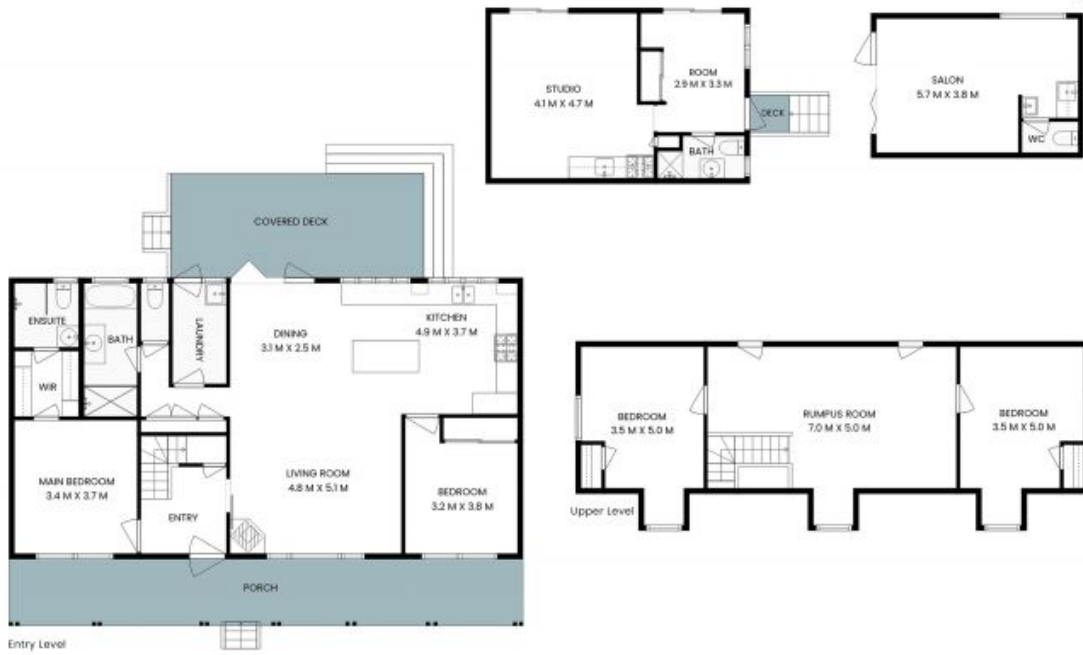 STUDIO
4.1 M X 4.7 M
ROOM
2.9 M X 3.3 M
DECK
BATH
SALON
5.7 M X 3.8 M
WC
COVERED DECK
ENSUITE
BATH
LAUNDRY
WIR
DINING
3.1 M X 2.5 M
KITCHEN
4.9 M X 3.7 M
MAIN BEDROOM
3.4 M X 3.7 M
ENTRY
LIVING ROOM
4.8 M X 5.1 M
BEDROOM
3.2 M X 3.8 M
PORCH
Entry Level
BEDROOM
3.5 M X 5.0 M
RUMPUS ROOM
7.0 M X 5.0 M
BEDROOM
3.5 M X 5.0 M
Upper Level